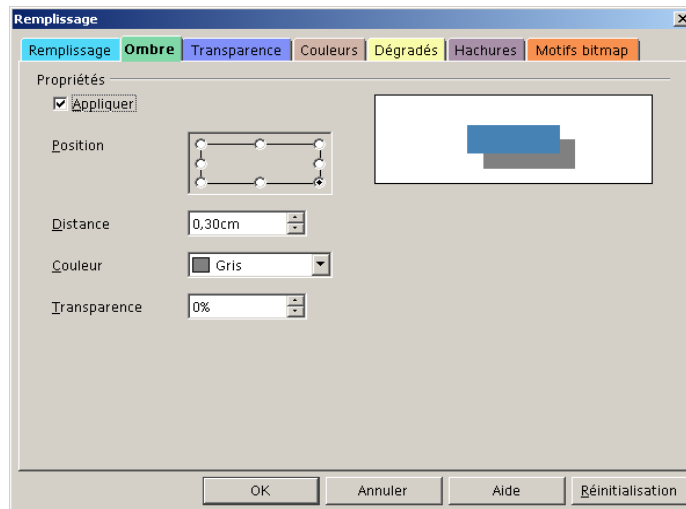 Remplissage
Remplissage Ombre Transparence Couleurs Dégradés Hachures Motifs bitmap
Propriétés
Appliquer
Position
Distance 0,30cm
Couleur Gris
Transparence 0%
OK Annuler Aide Réinitialisation